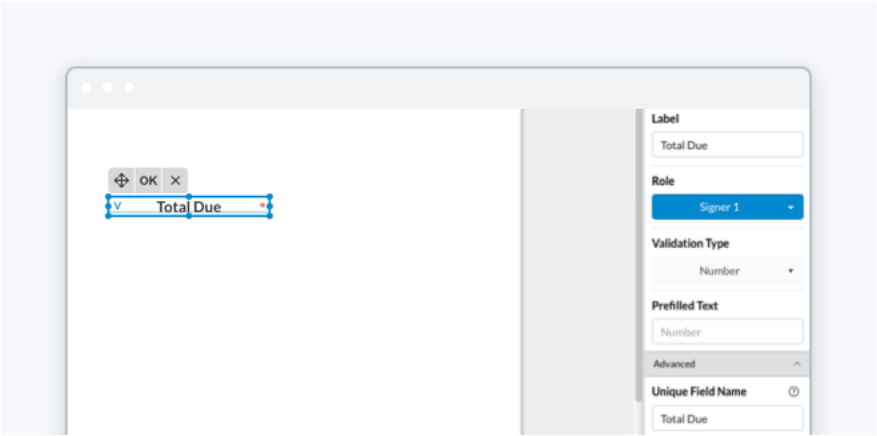 Label
Total Due
Role
OK
Signer 1
V Total Due *
Validation Type
Number
Prefilled Text
Number
Advanced
Unique Field Name
Total Due